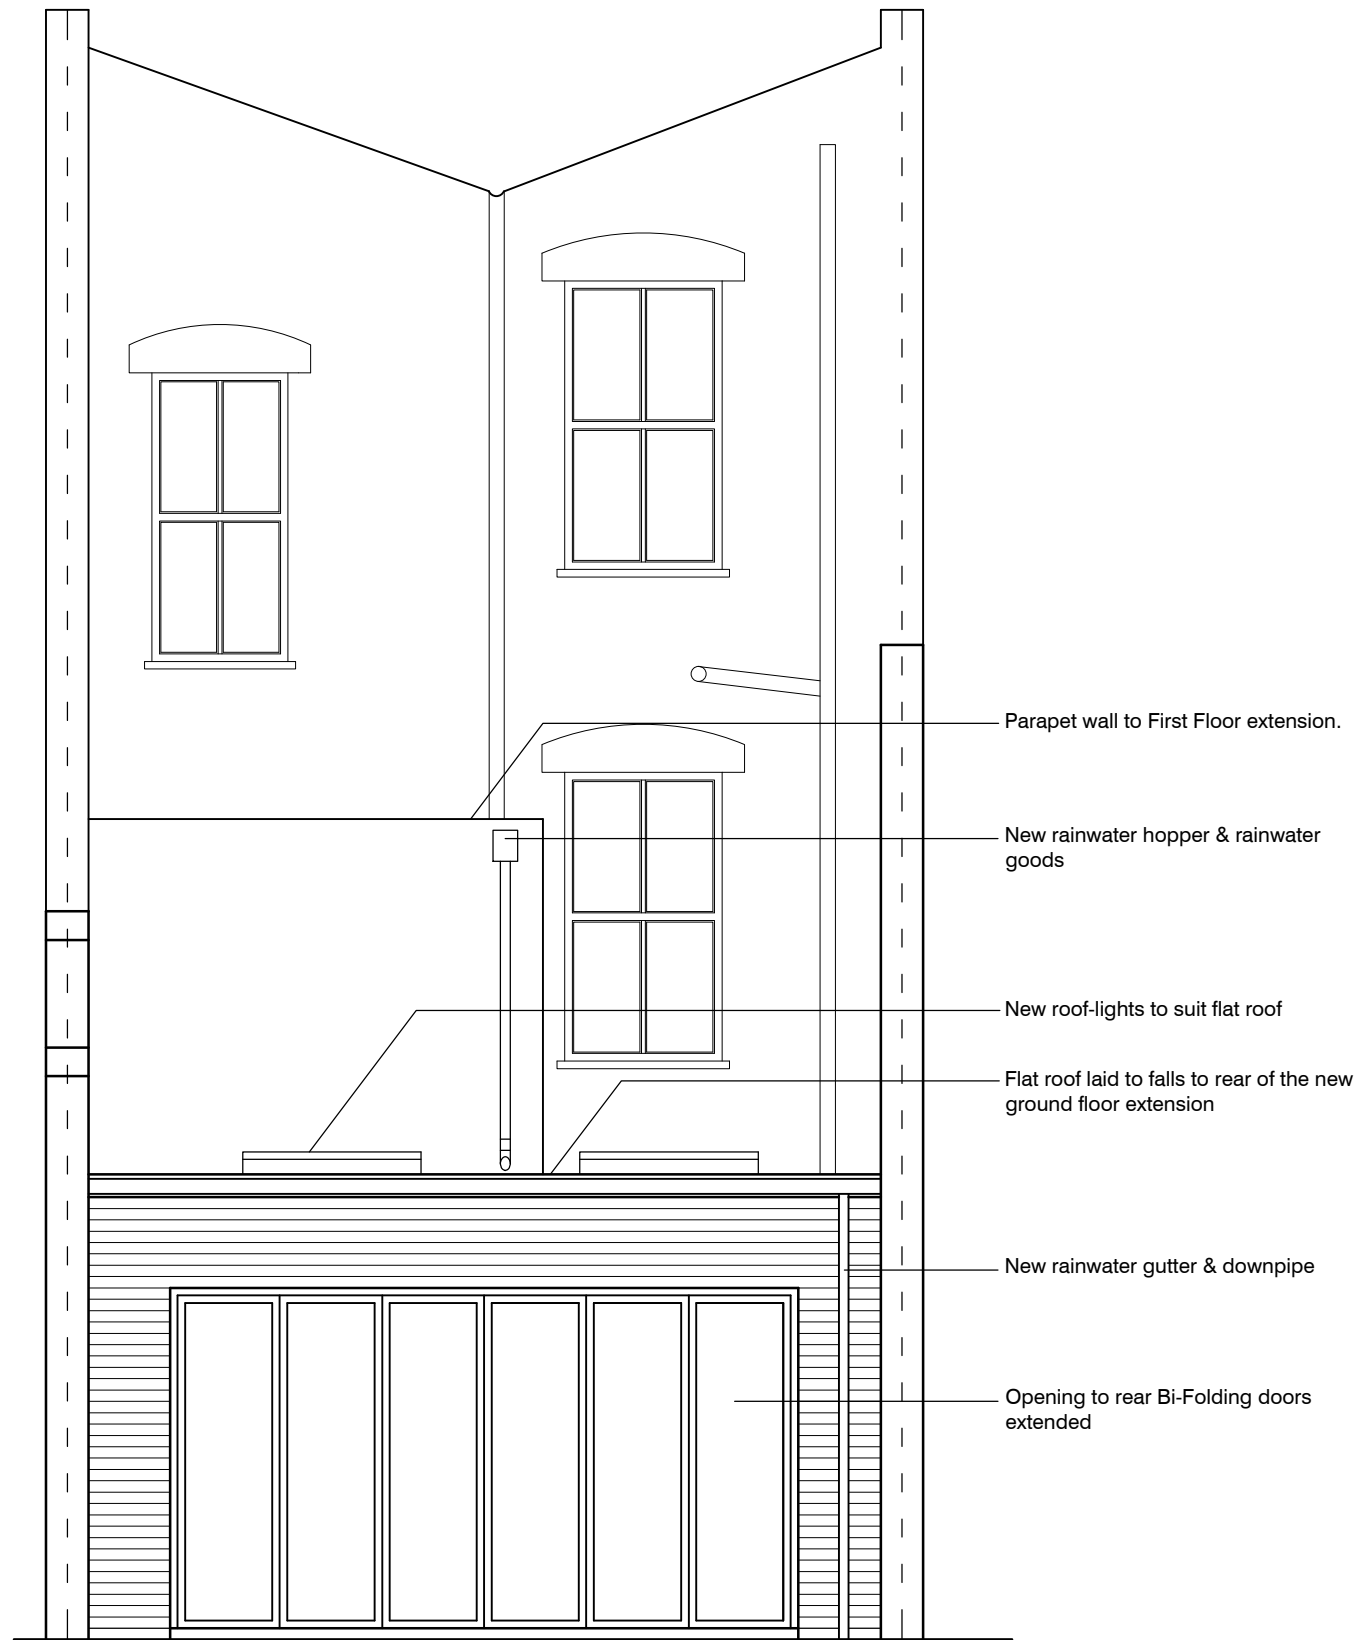 Parapet wall to First Floor extension.
New rainwater hopper & rainwater
goods
New roof-lights to suit flat roof
Flat roof laid to falls to rear of the new
ground floor extension
New rainwater gutter & downpipe
Opening to rear Bi-Folding doors
extended